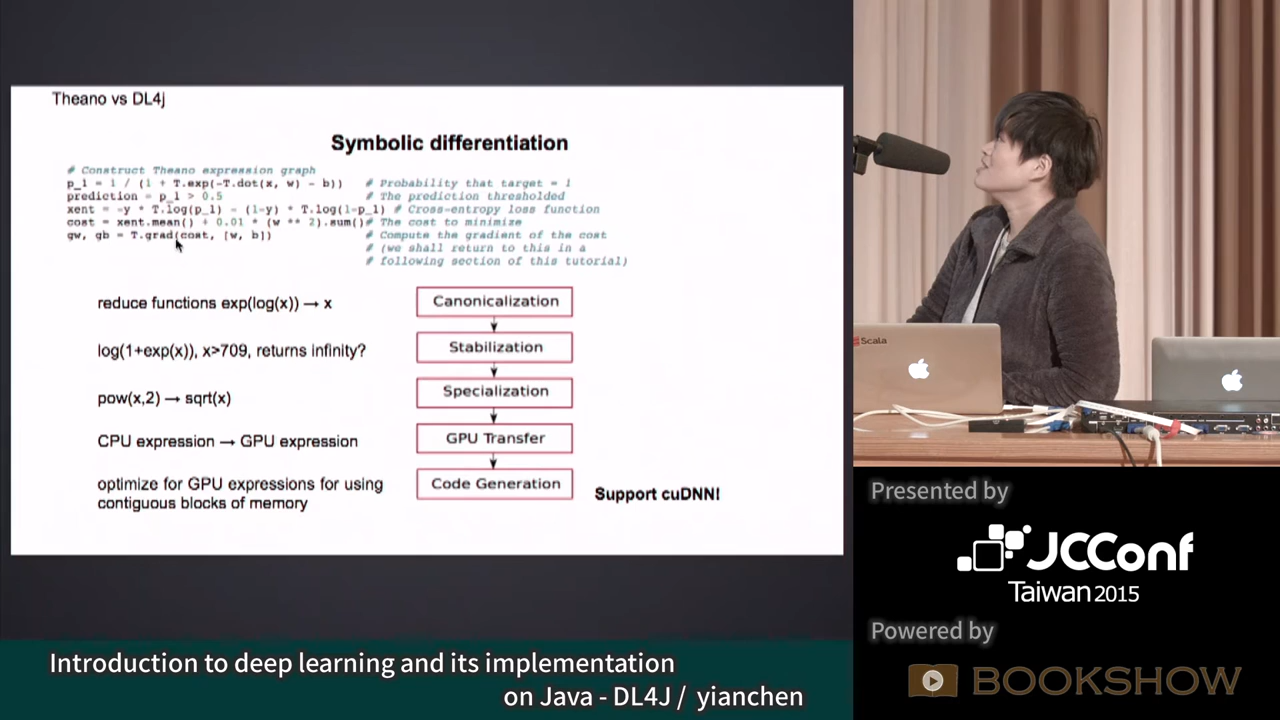 Theano vs DL4j
Symbolic differentiation
# Construct Theano expression graph
p_1 = 1 / (1 + T.exp(-T.dot(x, w) - b)) # Probability that target = 1
prediction = p_1 > 0.5 # The prediction thresholded
xent = -y * T.log(p_1) - (1-y) * T.log(1-p_1) # Cross-entropy loss function
cost = xent.mean() + 0.01 * (w ** 2).sum() # The cost to minimize
gw, gb = T.grad(cost, [w, b]) # Compute the gradient of the cost
# (we shall return to this in a
# following section of this tutorial)
reduce functions exp(log(x)) → x
Canonicalization
log(1+exp(x)), x>709, returns infinity?
Stabilization
pow(x,2) → sqrt(x)
Specialization
CPU expression → GPU expression
GPU Transfer
optimize for GPU expressions for using
contiguous blocks of memory
Code Generation
Support cuDNN!
Scala
Presented by
JCConf
Taiwan 2015
Powered by
BOOKSHOW
Introduction to deep learning and its implementation
on Java - DL4J / yianchen